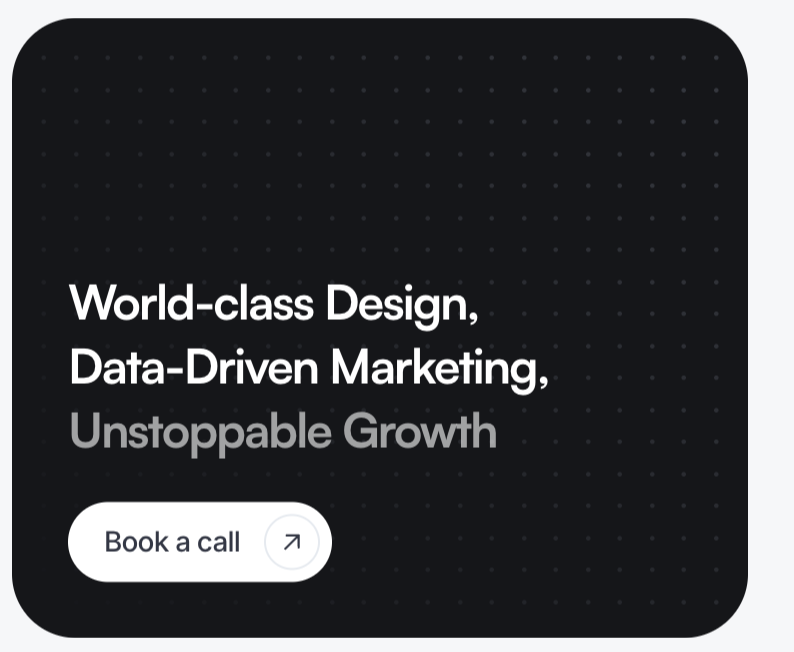 World-class Design,
Data-Driven Marketing,
Unstoppable Growth
Book a call